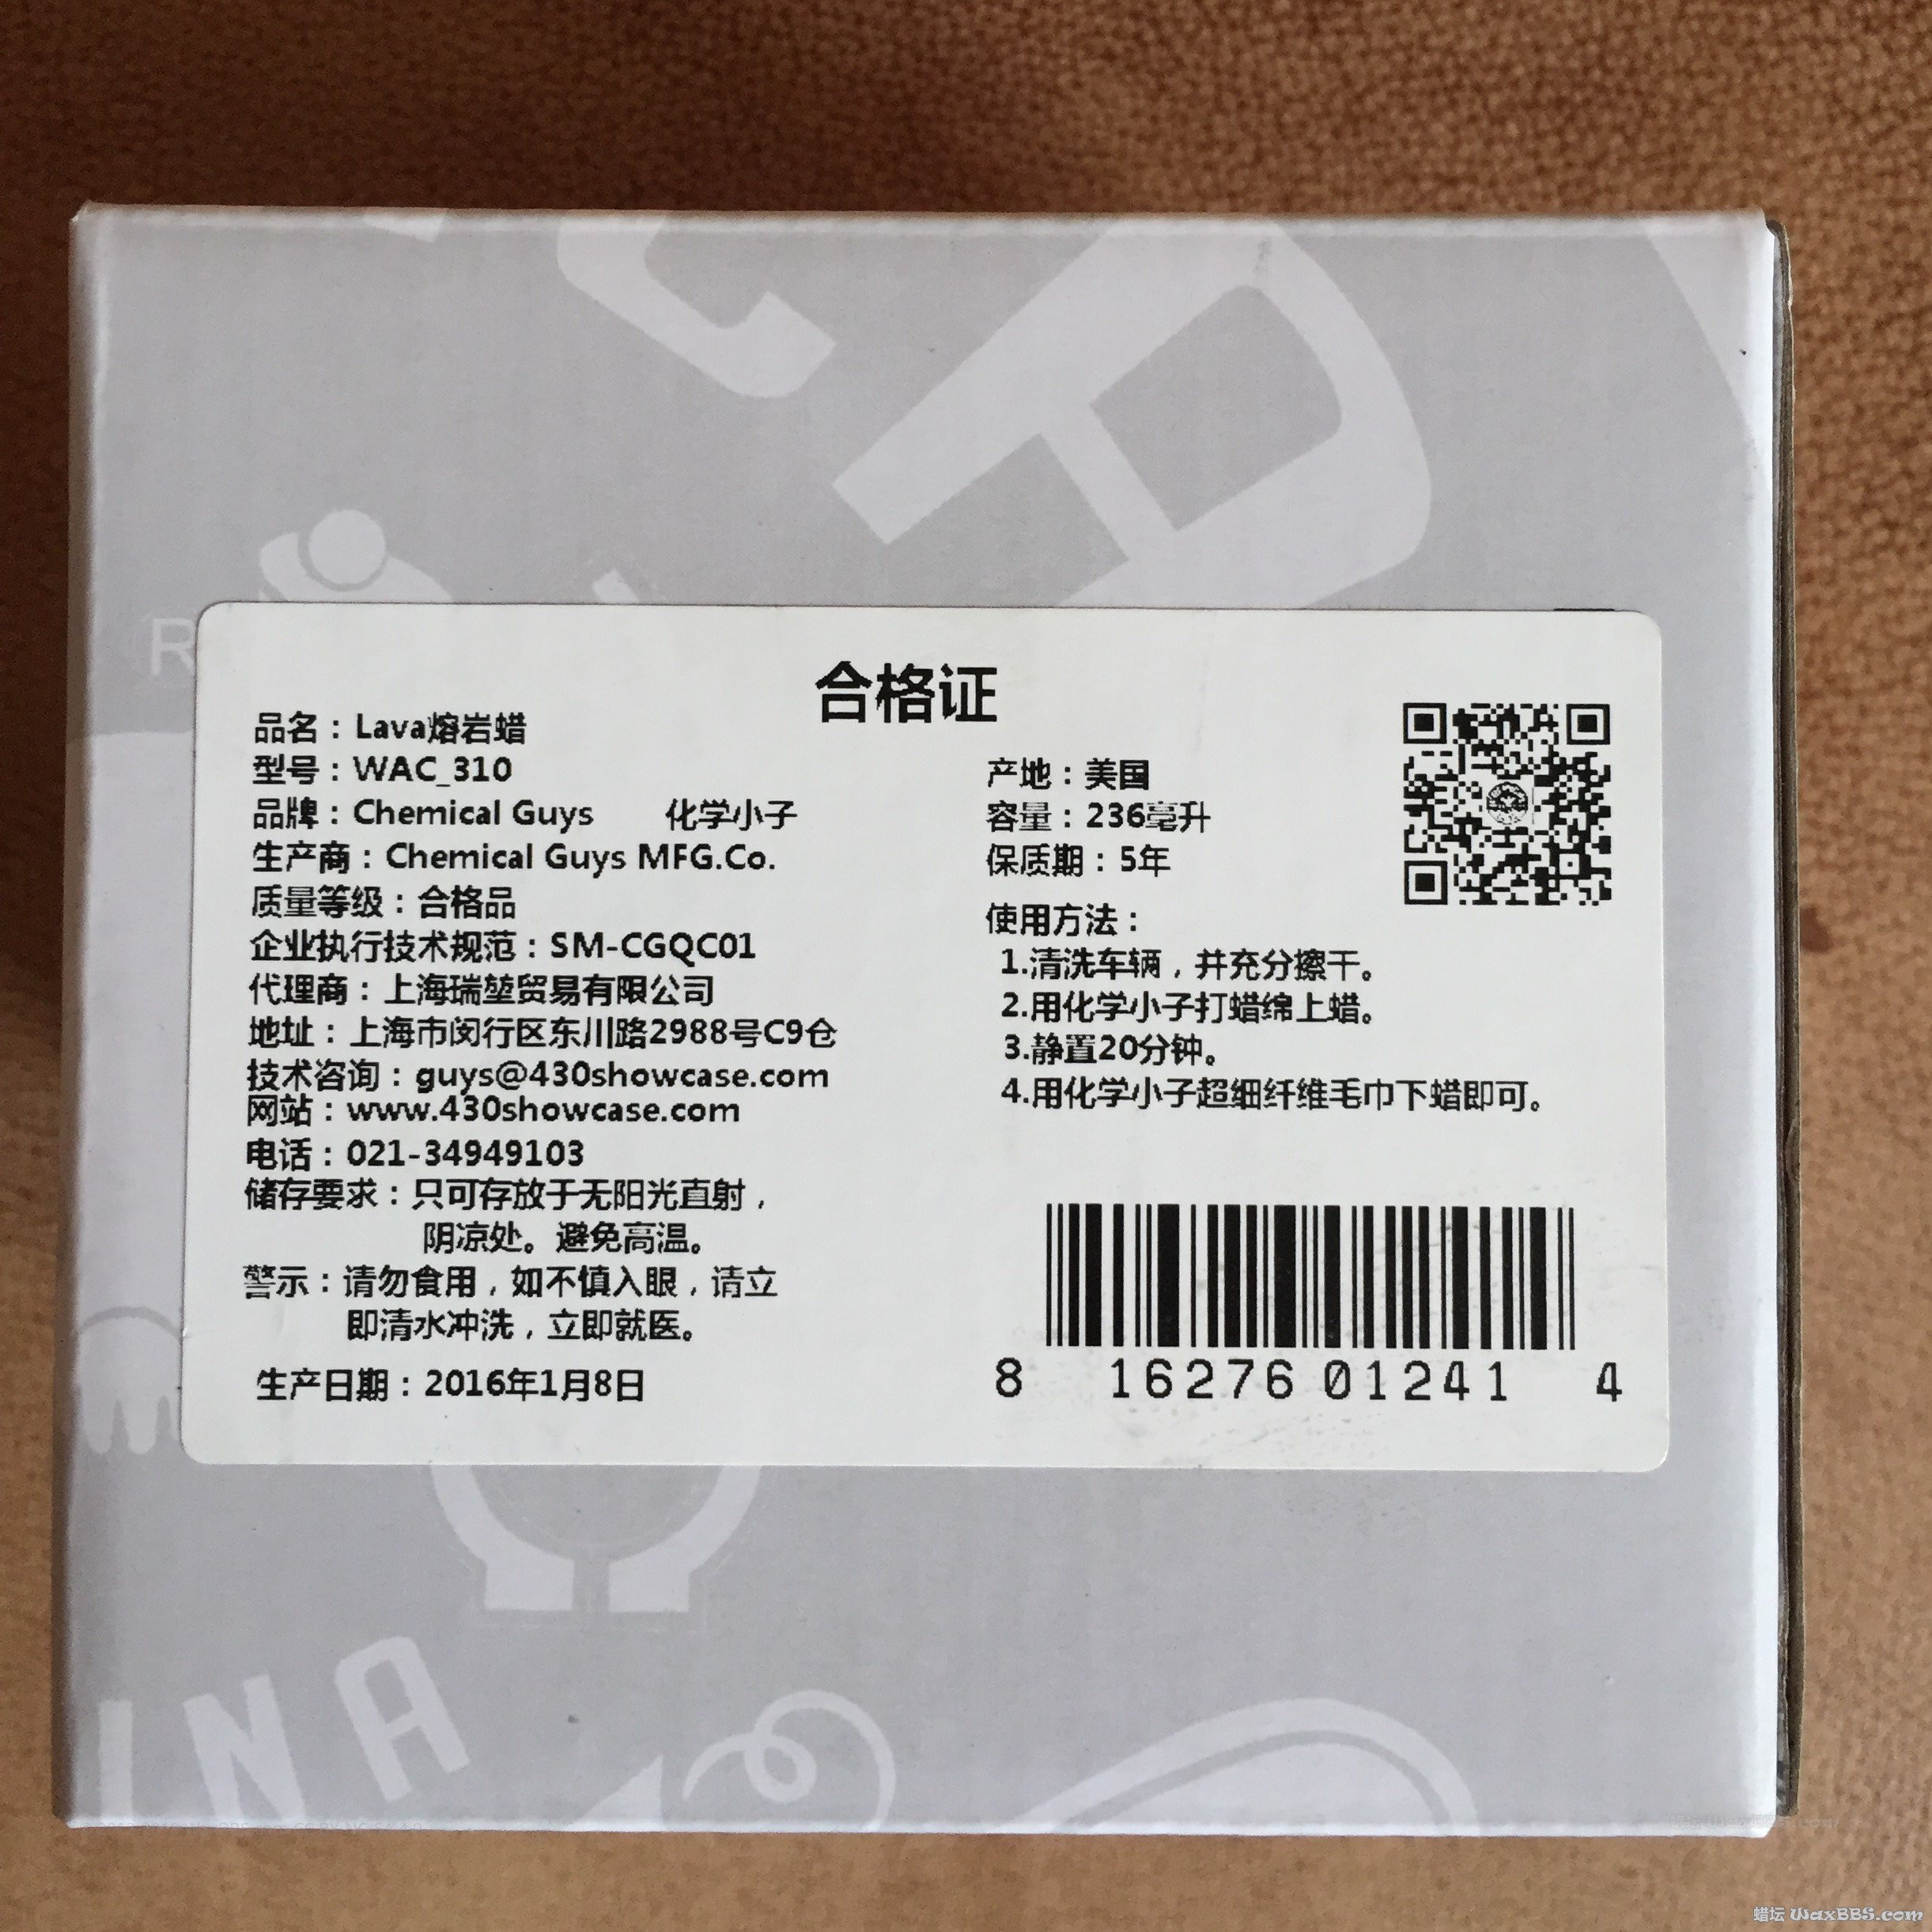 合格证
品名：Lava熔岩蜡
型号：WAC_310
品牌：Chemical Guys 化学小子
生产商：Chemical Guys MFG.Co.
质量等级：合格品
企业执行技术规范：SM-CGQC01
代理商：上海瑞堃贸易有限公司
地址：上海市闵行区东川路2988号C9仓
技术咨询：guys@430showcase.com
网站：www.430showcase.com
电话：021-34949103
储存要求：只可存放于无阳光直射，
阴凉处。避免高温。
警示：请勿食用，如不慎入眼，请立
即清水冲洗，立即就医。
生产日期：2016年1月8日
产地：美国
容量：236毫升
保质期：5年
使用方法：
1.清洗车辆，并充分擦干。
2.用化学小子打蜡绵上蜡。
3.静置20分钟。
4.用化学小子超细纤维毛巾下蜡即可。
8 16276 01241 4
R
INA
蜡坛 WaxBBS.com